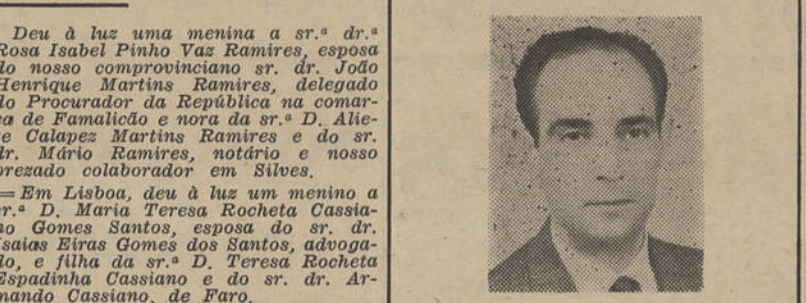 Deu à luz uma menina a sr.ª dr.ª
Rosa Isabel Pinho Vaz Ramires, esposa
do nosso comprovinciano sr. dr. João
Henrique Martins Ramires, delegado
do Procurador da República na comar-
ca de Famalicão e nora da sr.ª D. Alie-
te Calapez Martins Ramires e do sr.
dr. Mário Ramires, notário e nosso
prezado colaborador em Silves.
= Em Lisboa, deu à luz um menino a
sr.ª D. Maria Teresa Rocheta Cassia-
no Gomes Santos, esposa do sr. dr.
Isaias Eiras Gomes dos Santos, advoga-
do, e filha da sr.ª D. Teresa Rocheta
Espadinha Cassiano e do sr. dr. Ar-
mando Cassiano, de Faro.